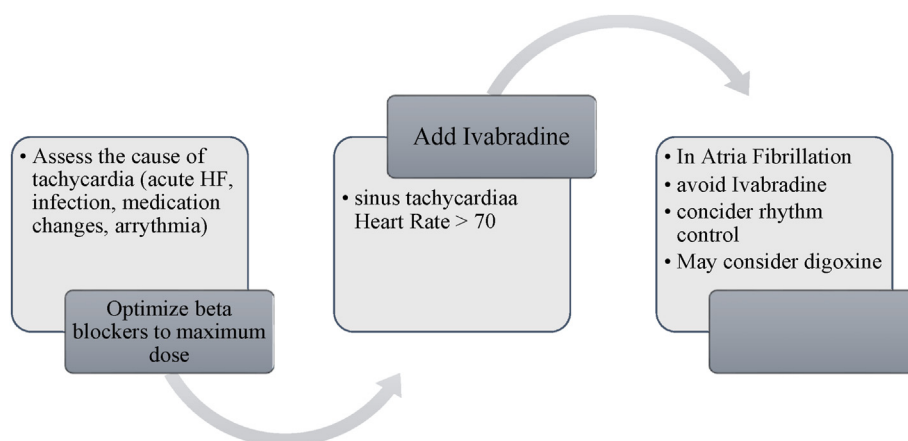 • Assess the cause of
tachycardia (acute HF,
infection, medication
changes, arrythmia)
Optimize beta
blockers to maximum
dose
Add Ivabradine
• sinus tachycardiaa
Heart Rate > 70
• In Atria Fibrillation
• avoid Ivabradine
• concider rhythm
control
• May consider digoxine